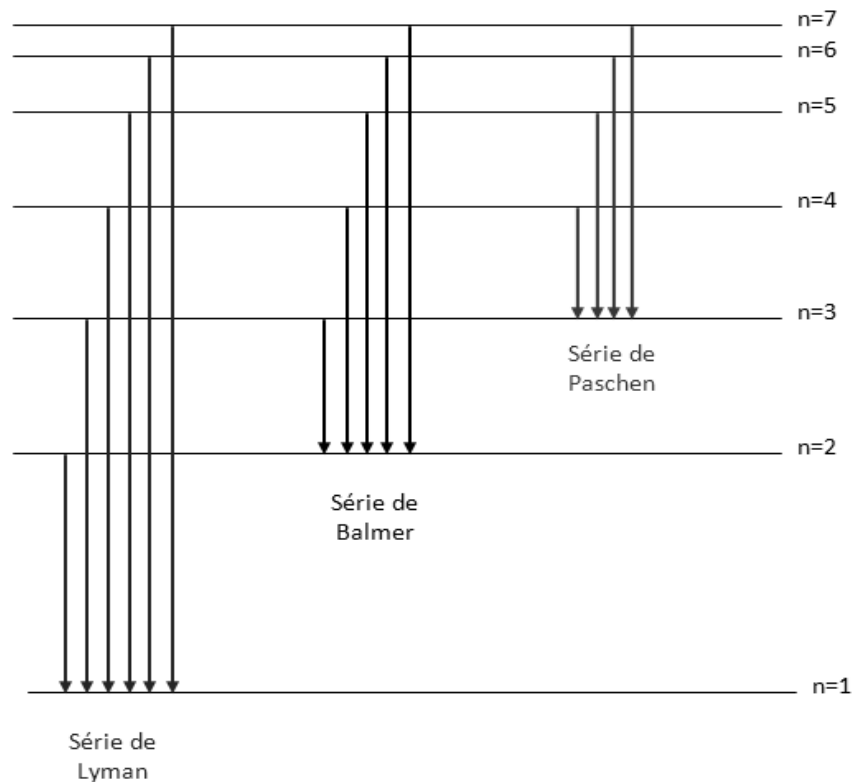 n=7
n=6
n=5
n=4
n=3
Série de
Paschen
n=2
Série de
Balmer
n=1
Série de
Lyman